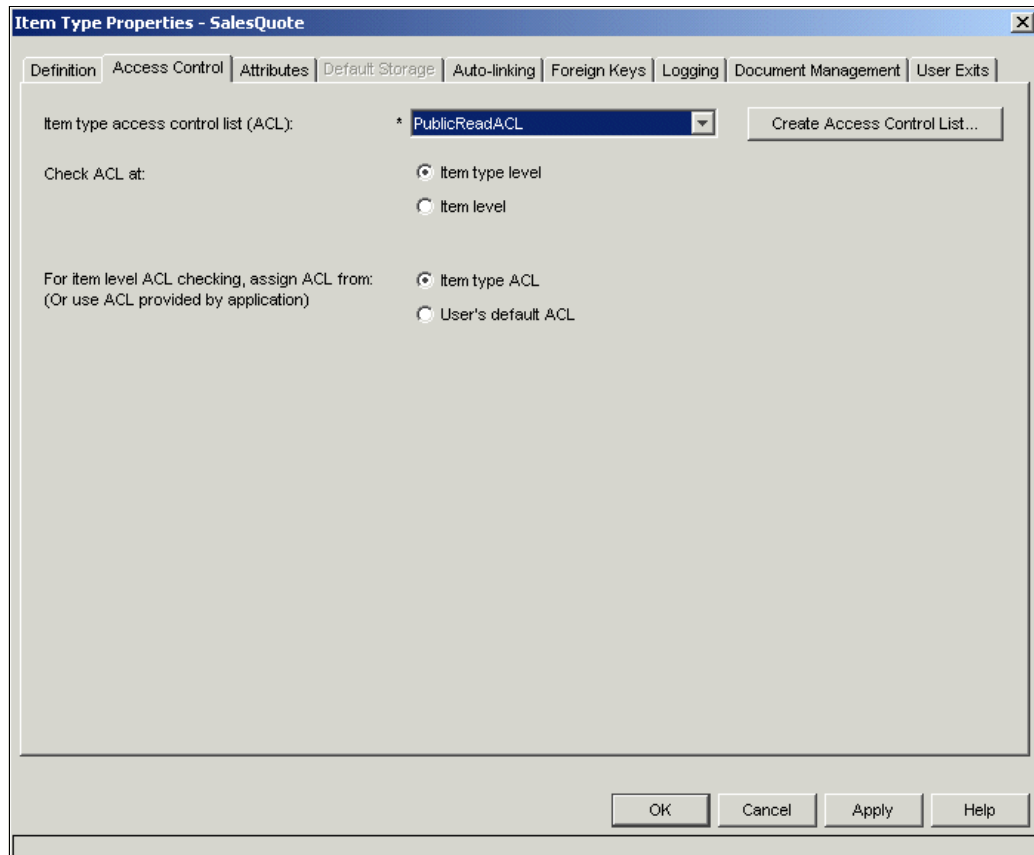 Item Type Properties - SalesQuote
Definition Access Control Attributes Default Storage Auto-linking Foreign Keys Logging Document Management User Exits
Item type access control list (ACL): * PublicReadACL Create Access Control List...
Check ACL at: Item type level
Item level
For item level ACL checking, assign ACL from: Item type ACL
(Or use ACL provided by application)
User's default ACL
OK Cancel Apply Help